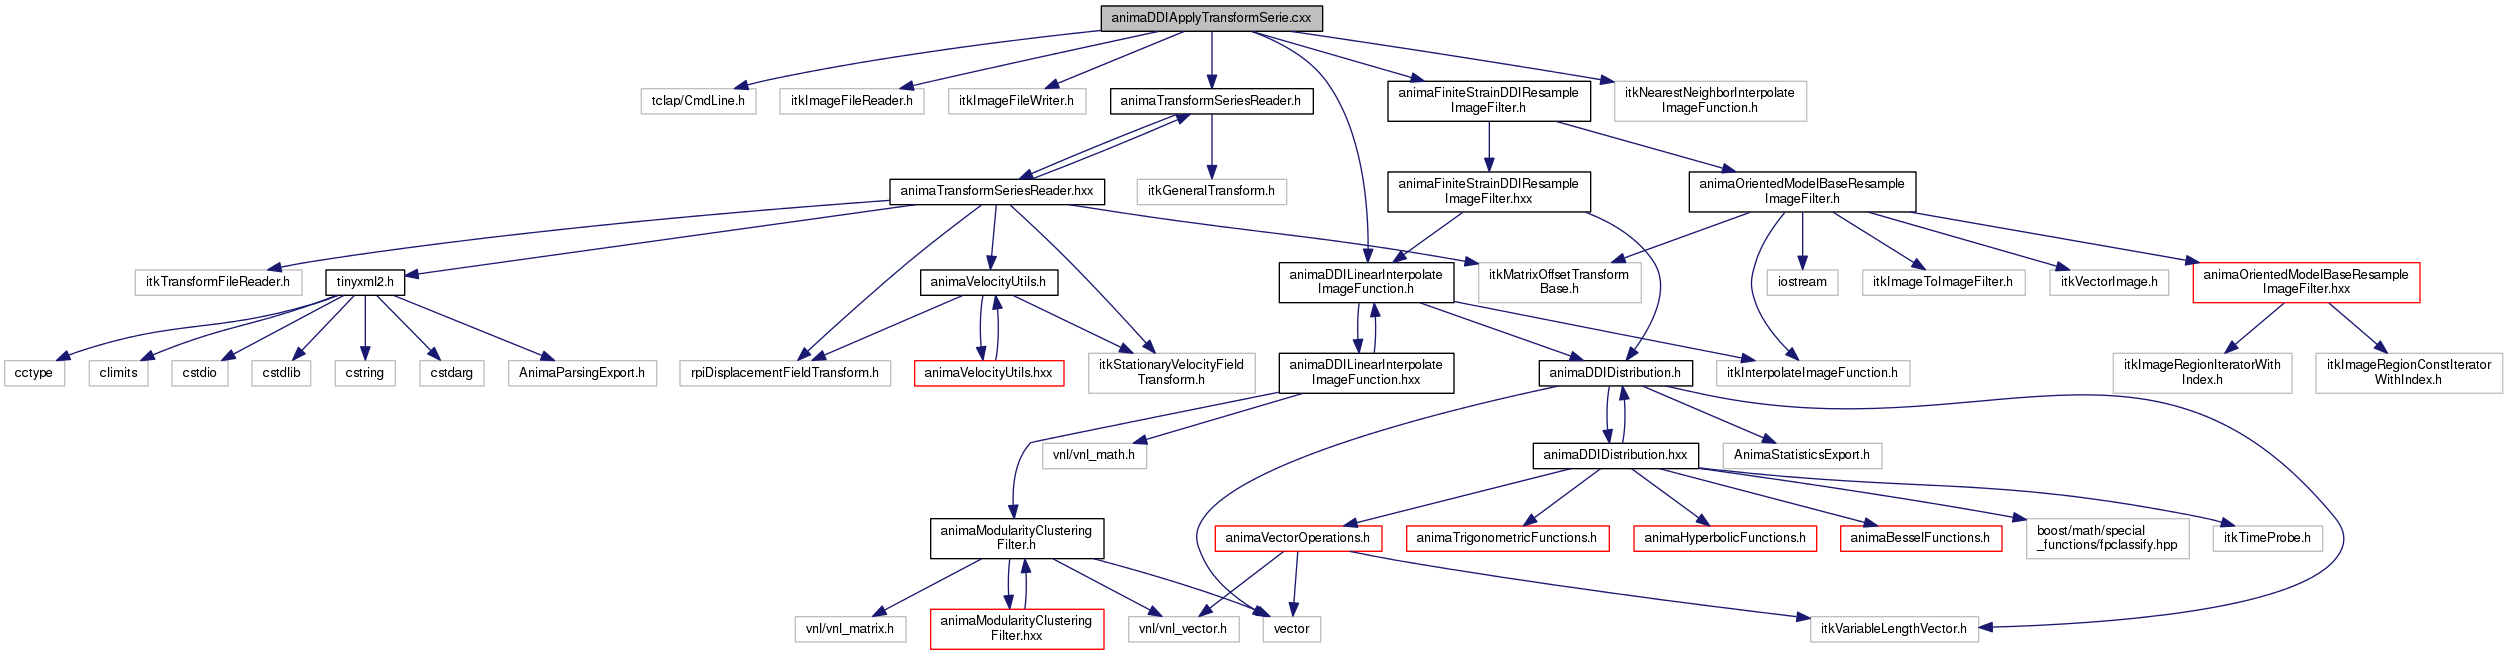 animaDDIApplyTransformSerie.cxx
tclap/CmdLine.h
itkImageFileReader.h
itkImageFileWriter.h
animaTransformSeriesReader.h
animaFiniteStrainDDIResample
ImageFilter.h
itkNearestNeighborInterpolate
ImageFunction.h
animaTransformSeriesReader.hxx
itkGeneralTransform.h
animaFiniteStrainDDIResample
ImageFilter.hxx
animaOrientedModelBaseResample
ImageFilter.h
itkTransformFileReader.h
tinyxml2.h
animaVelocityUtils.h
animaDDILinearInterpolate
ImageFunction.h
itkMatrixOffsetTransform
Base.h
iostream
itkImageToImageFilter.h
itkVectorImage.h
animaOrientedModelBaseResample
ImageFilter.hxx
cctype
climits
cstdio
cstdlib
cstring
cstdarg
AnimaParsingExport.h
rpiDisplacementFieldTransform.h
animaVelocityUtils.hxx
itkStationaryVelocityField
Transform.h
animaDDILinearInterpolate
ImageFunction.hxx
animaDDIDistribution.h
itkInterpolateImageFunction.h
itkImageRegionIteratorWith
Index.h
itkImageRegionConstIterator
WithIndex.h
vnl/vnl_math.h
animaDDIDistribution.hxx
AnimaStatisticsExport.h
animaModularityClustering
Filter.h
animaVectorOperations.h
animaTrigonometricFunctions.h
animaHyperbolicFunctions.h
animaBesselFunctions.h
boost/math/special
_functions/fpclassify.hpp
itkTimeProbe.h
vnl/vnl_matrix.h
animaModularityClustering
Filter.hxx
vnl/vnl_vector.h
vector
itkVariableLengthVector.h